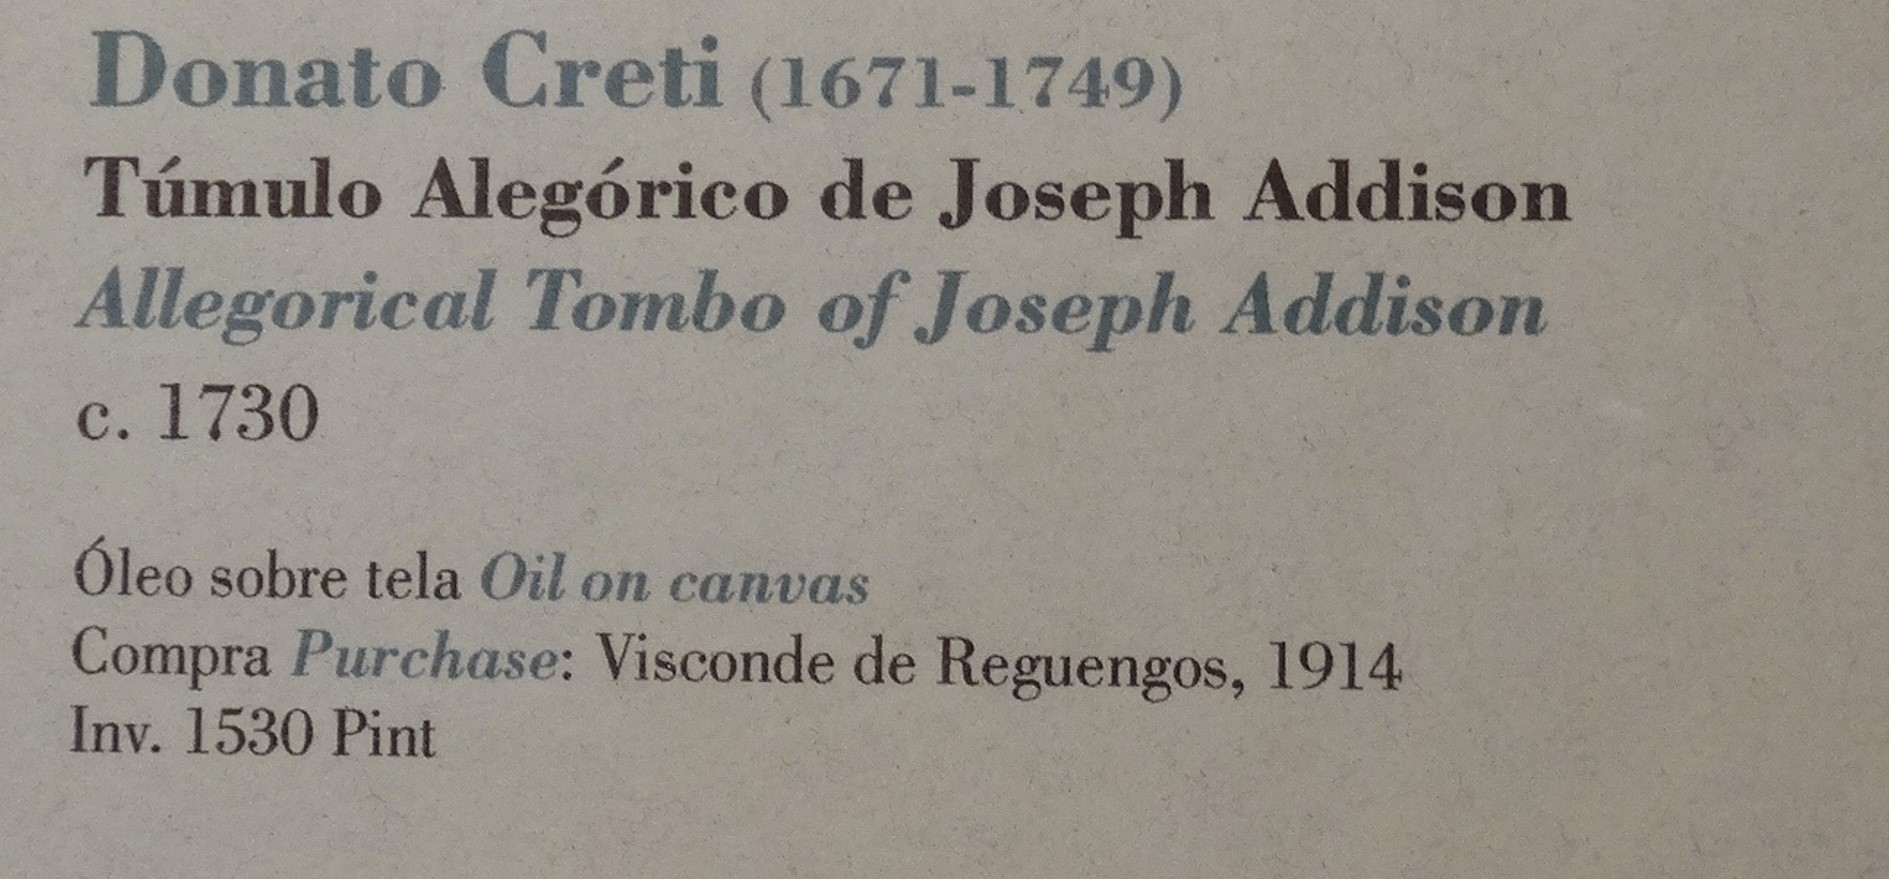 Donato Creti (1671-1749)
Túmulo Alegórico de Joseph Addison
Allegorical Tombo of Joseph Addison
c. 1730
Óleo sobre tela Oil on canvas
Compra Purchase: Visconde de Reguengos, 1914
Inv. 1530 Pint